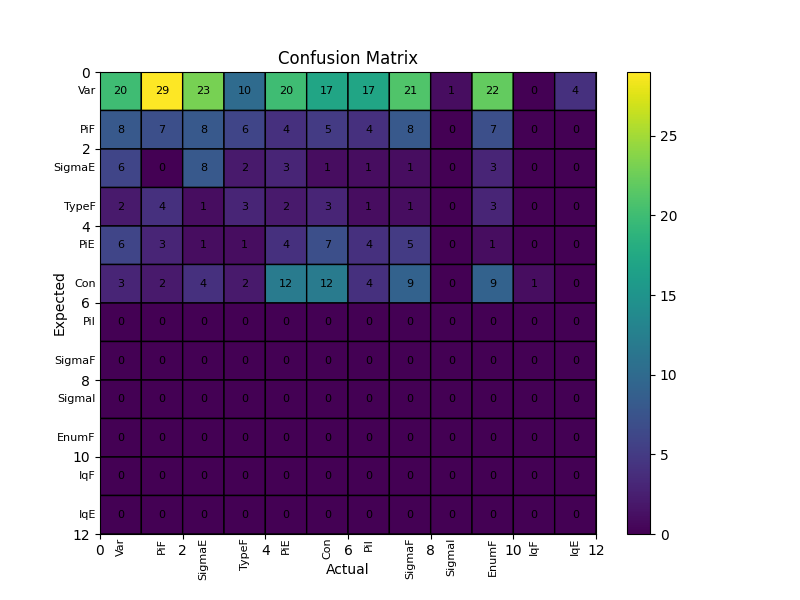 Confusion Matrix
0
Var 20 29 23 10 20 17 17 21 1 22 0 4
PiF 8 7 8 6 4 5 4 8 0 7 0 0
2
SigmaE 6 0 8 2 3 1 1 1 0 3 0 0
TypeF 2 4 1 3 2 3 1 1 0 3 0 0
4
PiE 6 3 1 1 4 7 4 5 0 1 0 0
Con 3 2 4 2 12 12 4 9 0 9 1 0
6
PiI 0 0 0 0 0 0 0 0 0 0 0 0
SigmaF 0 0 0 0 0 0 0 0 0 0 0 0
8
SigmaI 0 0 0 0 0 0 0 0 0 0 0 0
EnumF 0 0 0 0 0 0 0 0 0 0 0 0
10
IqF 0 0 0 0 0 0 0 0 0 0 0 0
IqE 0 0 0 0 0 0 0 0 0 0 0 0
12
Expected
0 2 4 6 8 10 12
Var PiF SigmaE TypeF PiE Con PiI SigmaF SigmaI EnumF IqF IqE
Actual
25
20
15
10
5
0